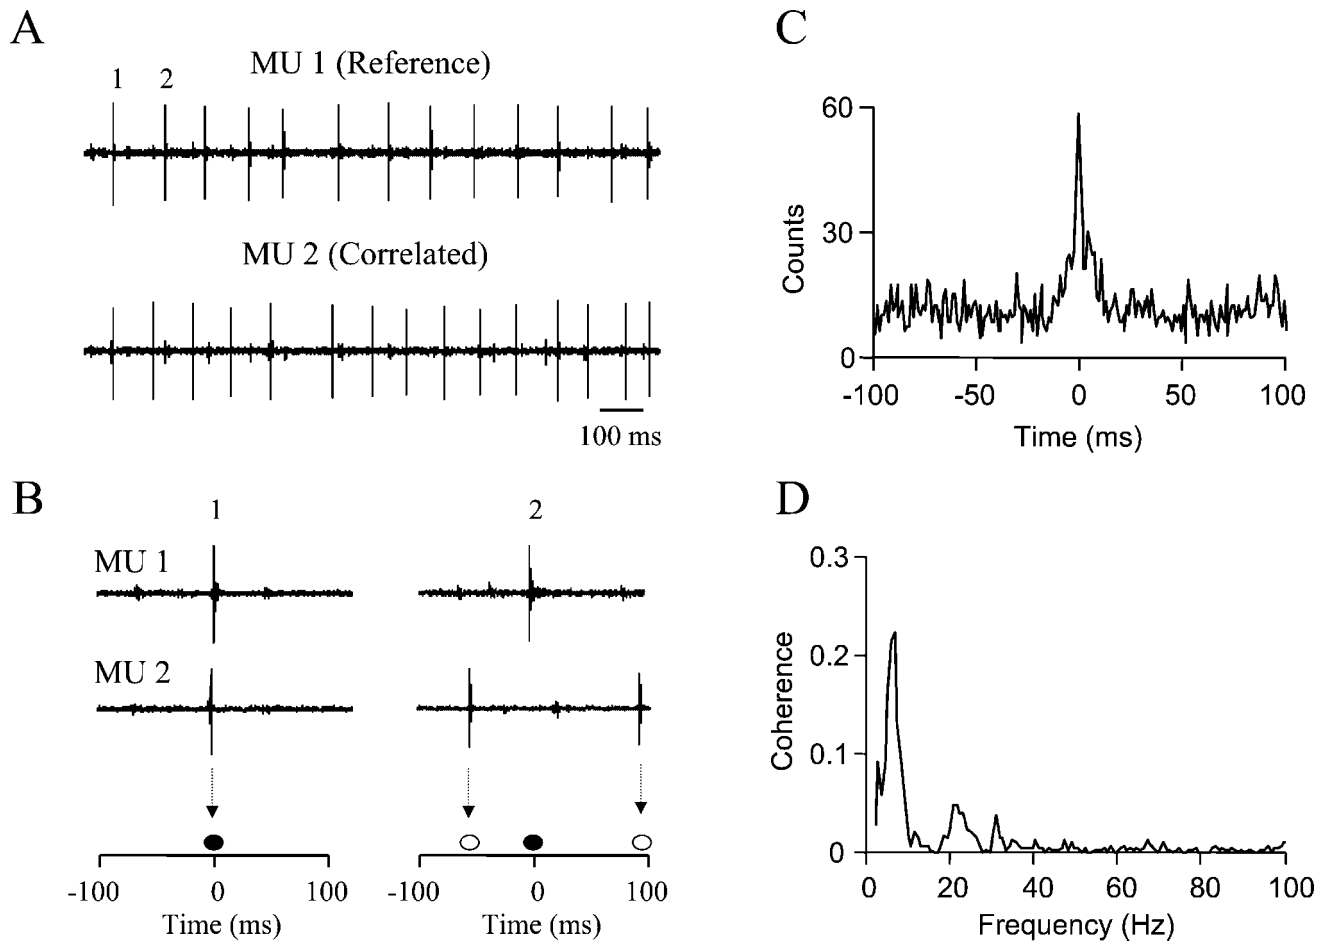 A
MU 1 (Reference)
1 2
MU 2 (Correlated)
100 ms
B
1 2
MU 1
MU 2
-100 0 100
Time (ms)
-100 0 100
Time (ms)
C
60
30
0
Counts
-100 -50 0 50 100
Time (ms)
D
0.3
0.2
0.1
0
Coherence
0 20 40 60 80 100
Frequency (Hz)